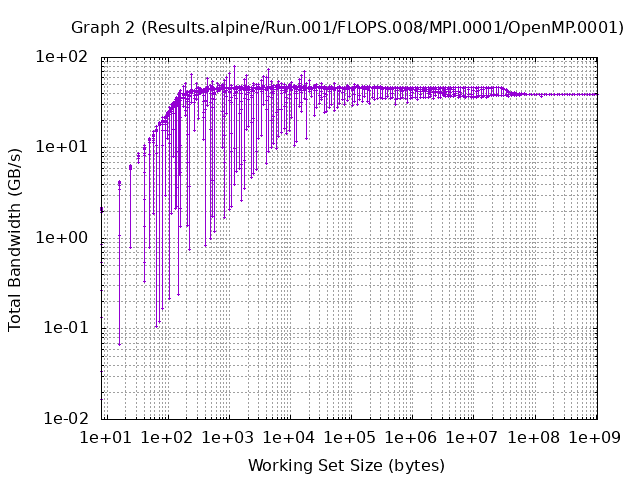 Graph 2 (Results.alpine/Run.001/FLOPS.008/MPI.0001/OpenMP.0001)
1e+02
1e+01
1e+00
1e-01
1e-02
Total Bandwidth (GB/s)
1e+01 1e+02 1e+03 1e+04 1e+05 1e+06 1e+07 1e+08 1e+09
Working Set Size (bytes)